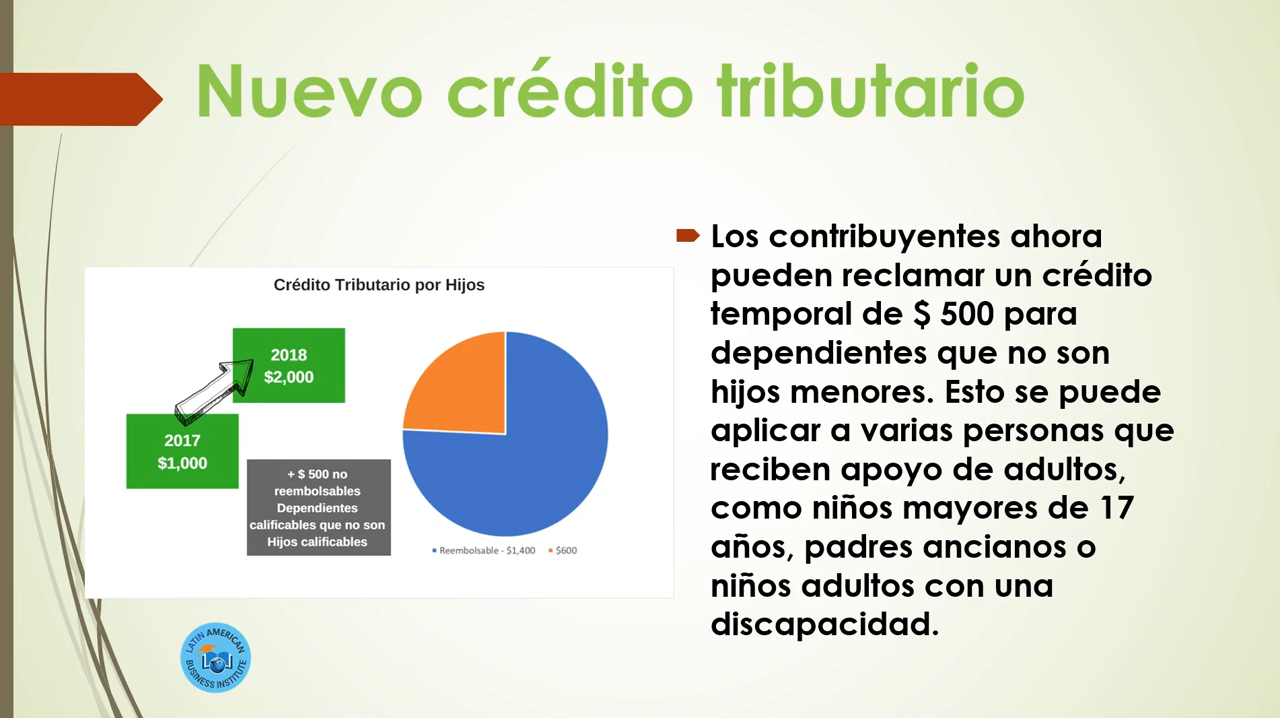 Nuevo crédito tributario
Crédito Tributario por Hijos
2018
$2,000
2017
$1,000
+ $ 500 no
reembolsables
Dependientes
calificables que no son
Hijos calificables
Reembolsable - $1,400
$600
Los contribuyentes ahora
pueden reclamar un crédito
temporal de $ 500 para
dependientes que no son
hijos menores. Esto se puede
aplicar a varias personas que
reciben apoyo de adultos,
como niños mayores de 17
años, padres ancianos o
niños adultos con una
discapacidad.
LATIN AMERICAN
BUSINESS INSTITUTE